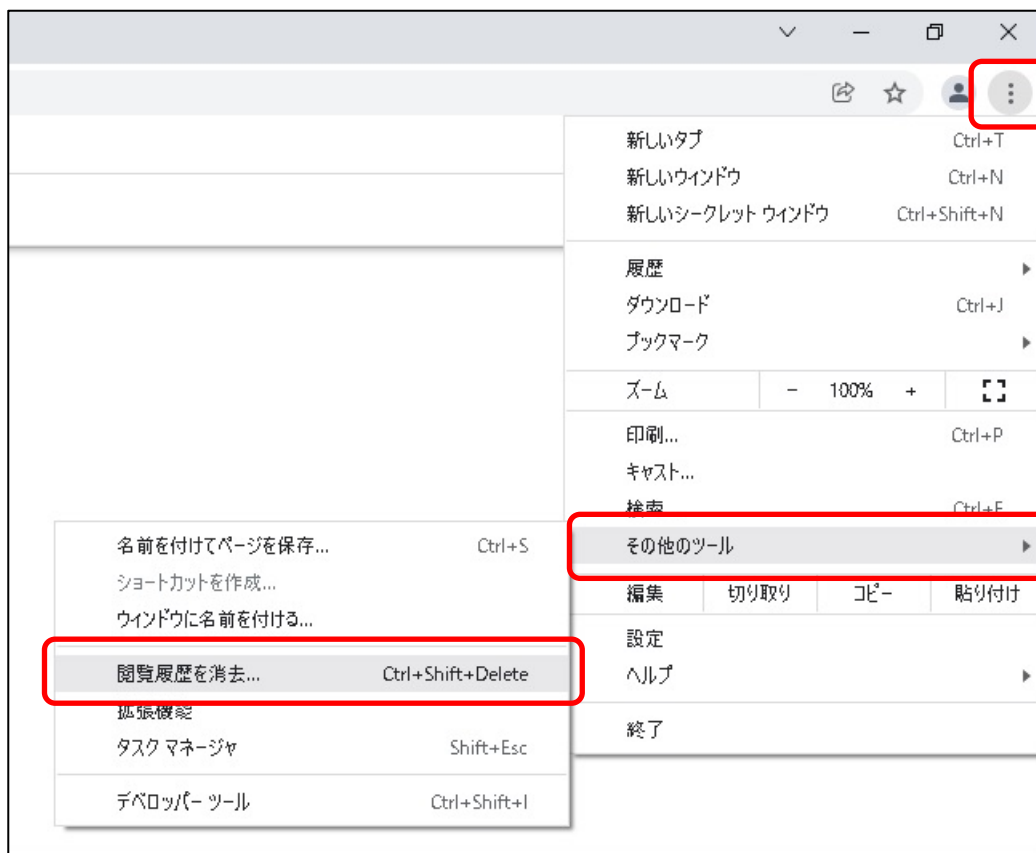 新しいタブ Ctrl+T
新しいウィンドウ Ctrl+N
新しいシークレット ウィンドウ Ctrl+Shift+N
履歴
ダウンロード Ctrl+J
ブックマーク
ズーム - 100% +
印刷... Ctrl+P
キャスト...
検索 Ctrl+F
その他のツール
編集 切り取り コピー 貼り付け
設定
ヘルプ
終了
名前を付けてページを保存... Ctrl+S
ショートカットを作成...
ウィンドウに名前を付ける...
閲覧履歴を消去... Ctrl+Shift+Delete
拡張機能
タスク マネージャ Shift+Esc
デベロッパー ツール Ctrl+Shift+I